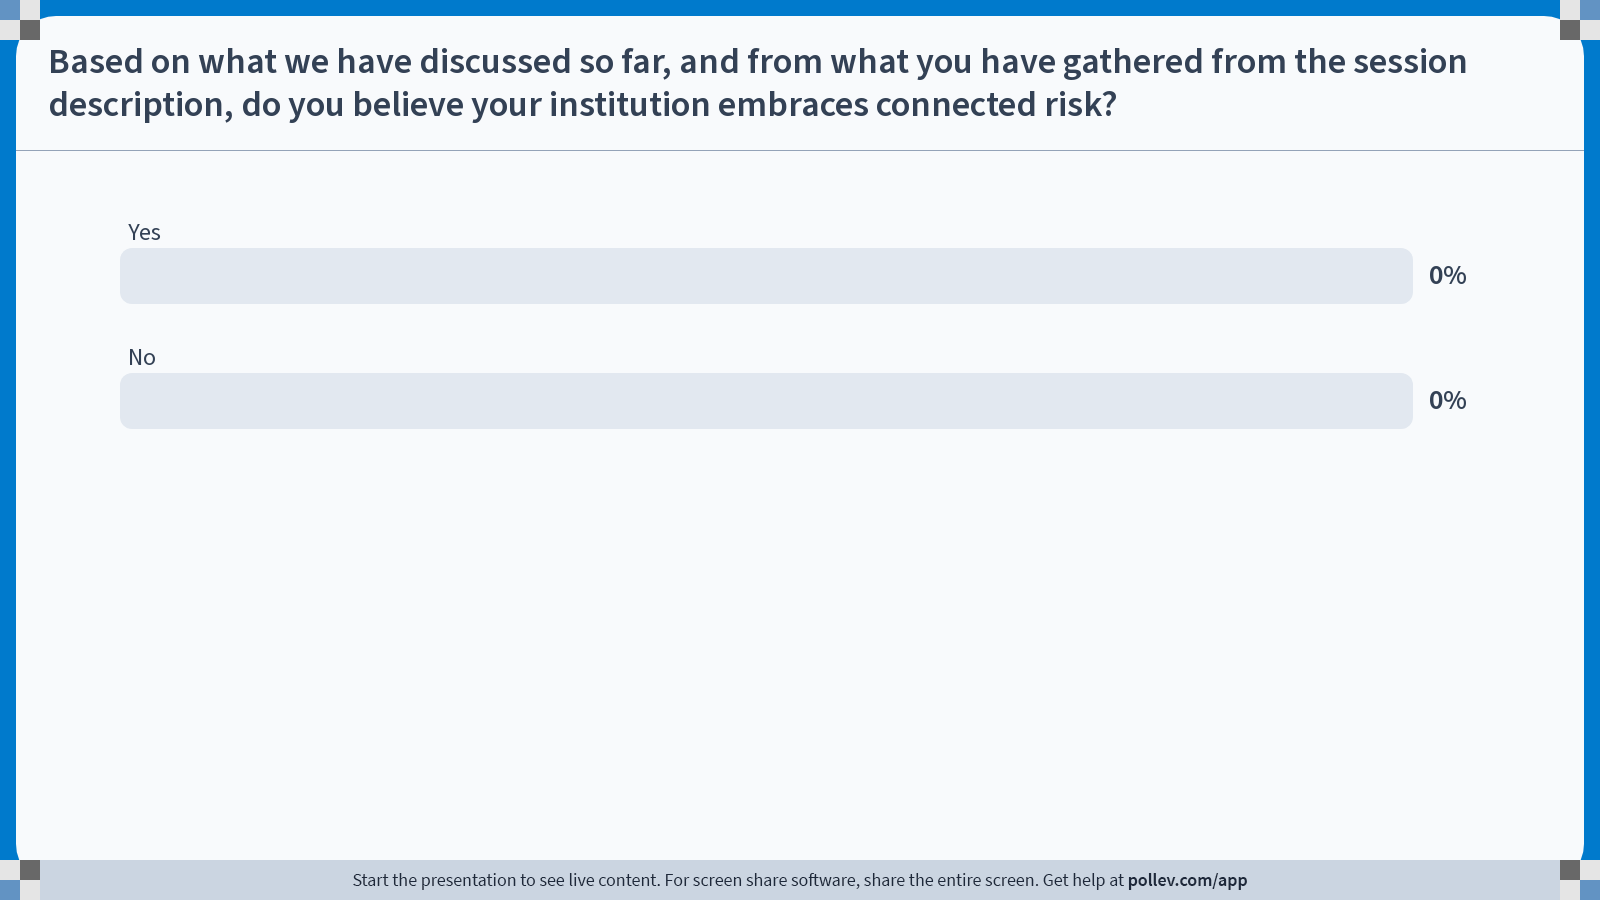 Based on what we have discussed so far, and from what you have gathered from the session
description, do you believe your institution embraces connected risk?
Yes
0%
No
0%
Start the presentation to see live content. For screen share software, share the entire screen. Get help at pollev.com/app